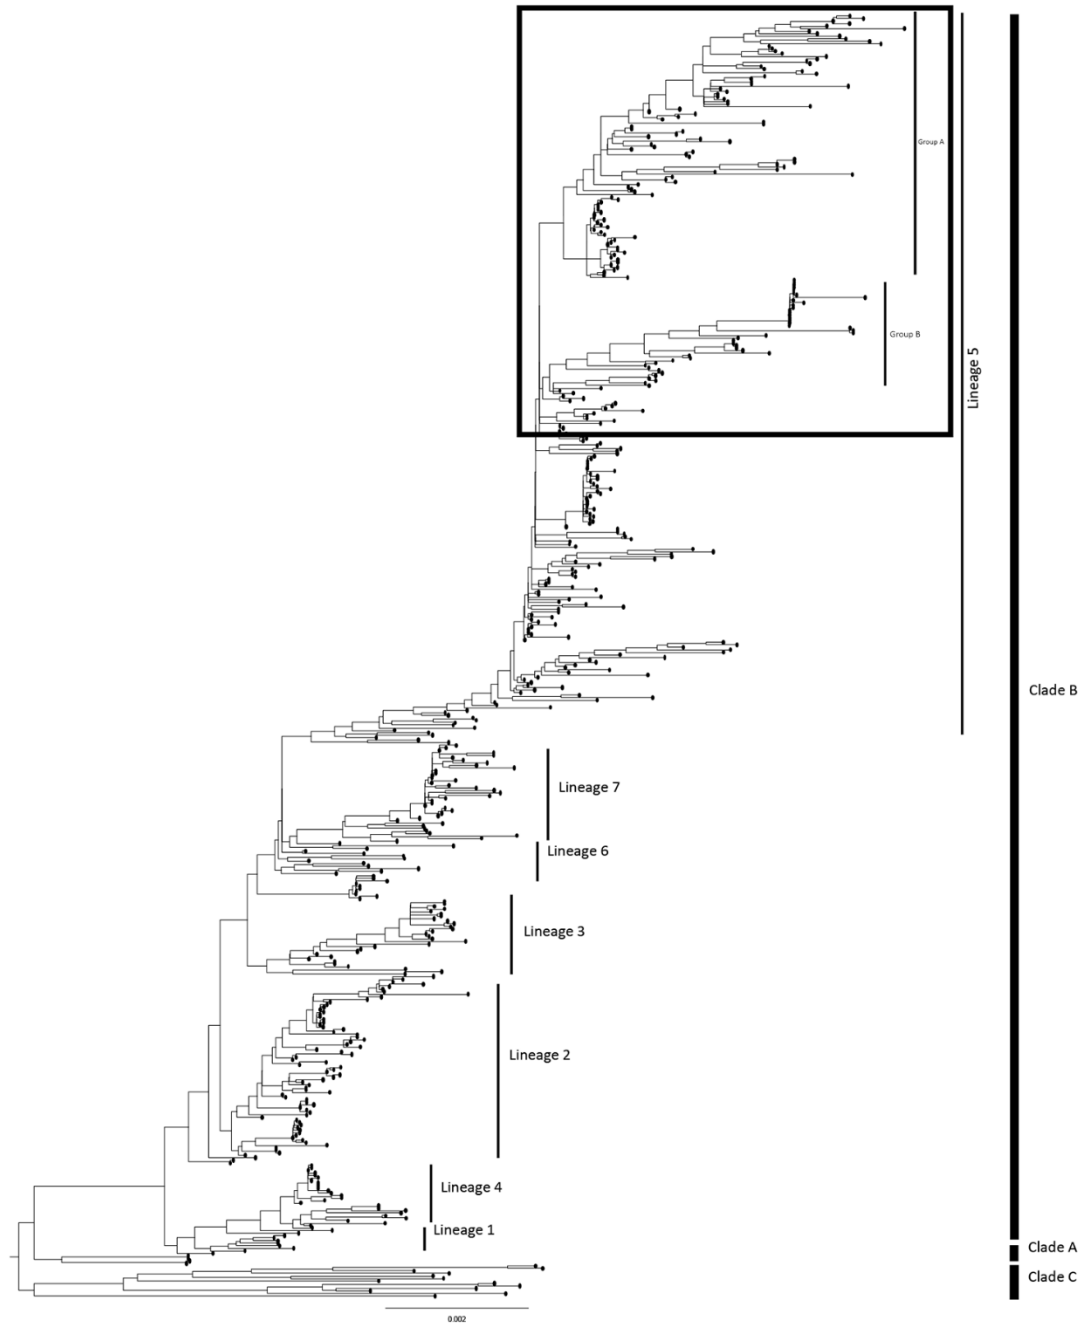 Group A
Group B
Lineage 5
Clade B
Lineage 7
Lineage 6
Lineage 3
Lineage 2
Lineage 4
Lineage 1
Clade A
Clade C
0.002